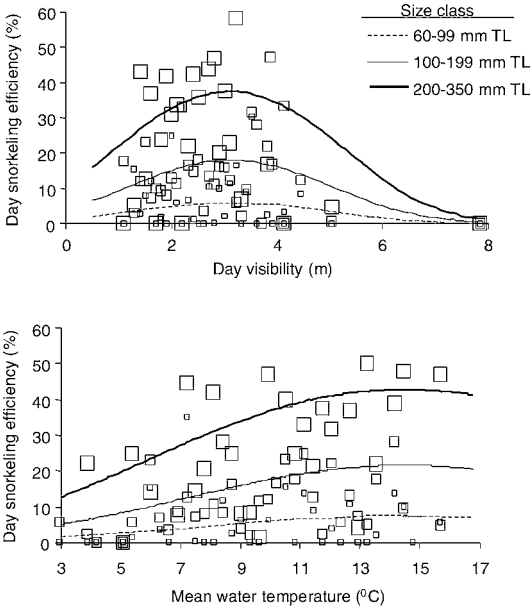 Size class
60-99 mm TL
100-199 mm TL
200-350 mm TL
Day snorkeling efficiency (%)
60
50
40
30
20
10
0
0 2 4 6 8
Day visibility (m)
Day snorkeling efficiency (%)
60
50
40
30
20
10
0
3 5 7 9 11 13 15 17
Mean water temperature (⁰C)